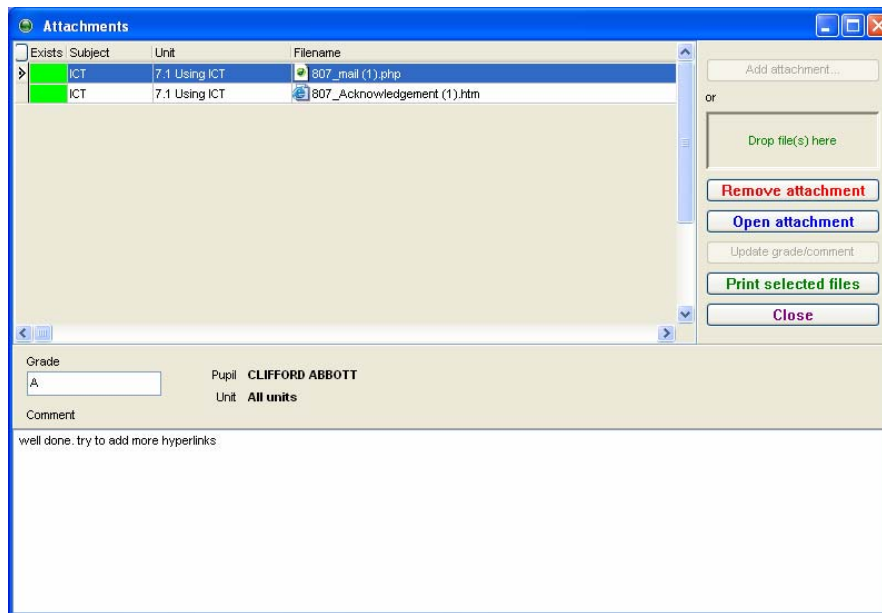 Attachments
Exists Subject Unit Filename
ICT 7.1 Using ICT 807_mail (1).php
ICT 7.1 Using ICT 807_Acknowledgement (1).htm
Add attachment...
or
Drop file(s) here
Remove attachment
Open attachment
Update grade/comment
Print selected files
Close
Grade
A
Pupil CLIFFORD ABBOTT
Unit All units
Comment
well done. try to add more hyperlinks